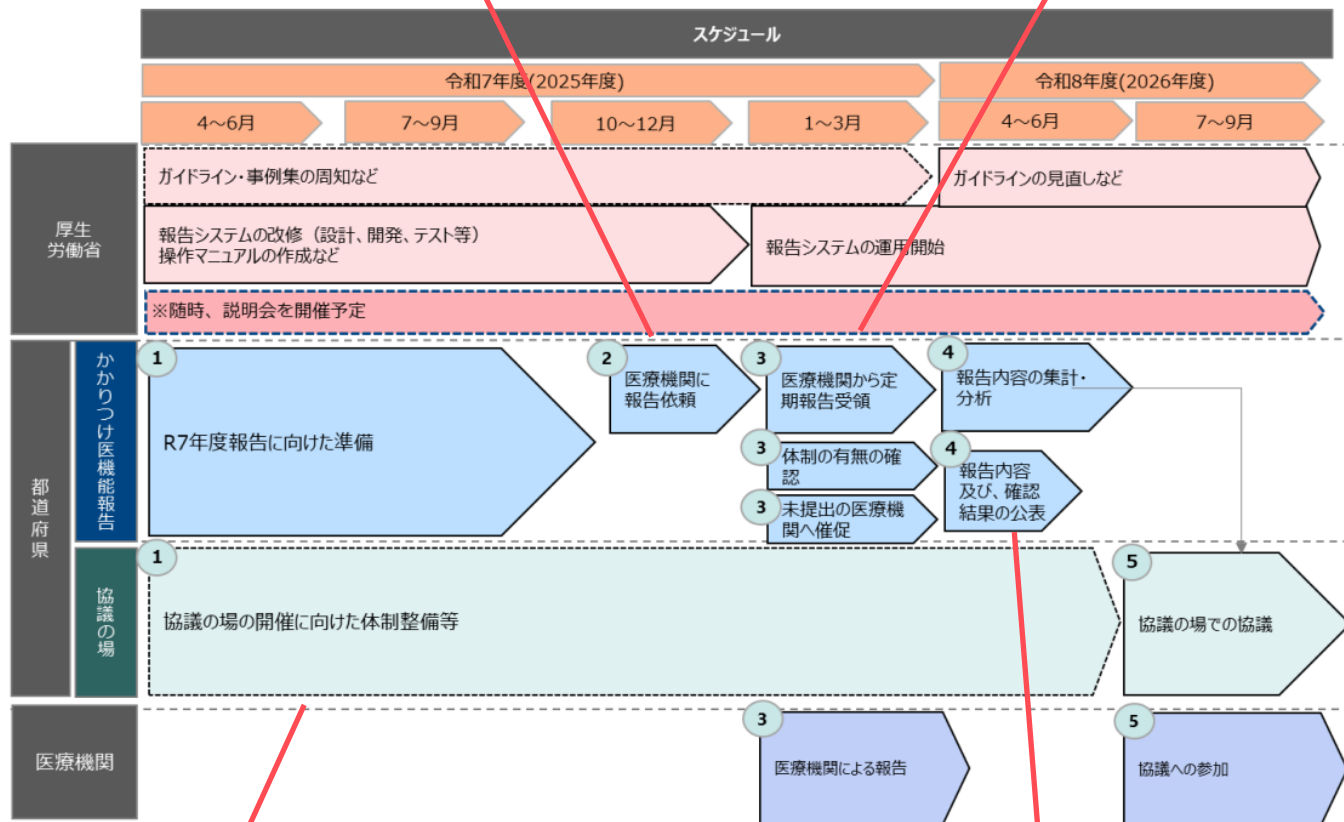 スケジュール
令和7年度(2025年度)
令和8年度(2026年度)
4～6月
7～9月
10～12月
1～3月
4～6月
7～9月
厚生
労働省
ガイドライン・事例集の周知など
ガイドラインの見直しなど
報告システムの改修（設計、開発、テスト等）
操作マニュアルの作成など
報告システムの運用開始
※随時、説明会を開催予定
都道府県
かかりつけ医機能報告
1
R7年度報告に向けた準備
2
医療機関に
報告依頼
3
医療機関から定
期報告受領
4
報告内容の集計・
分析
3
体制の有無の確
認
4
報告内容
及び、確認
結果の公表
3
未提出の医療機
関へ催促
協議の場
1
協議の場の開催に向けた体制整備等
5
協議の場での協議
医療機関
3
医療機関による報告
5
協議への参加